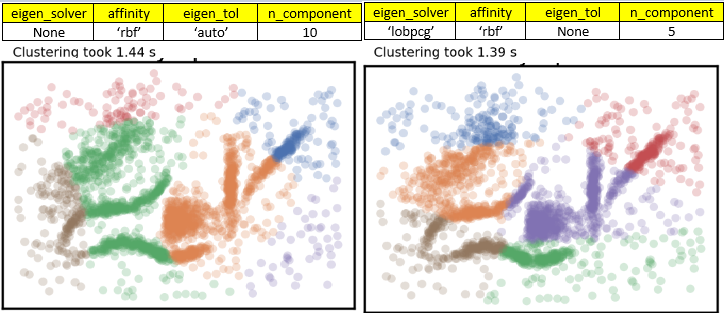 eigen_solver affinity eigen_tol n_component
None ‘rbf’ ‘auto’ 10
Clustering took 1.44 s
eigen_solver affinity eigen_tol n_component
‘lobpcg’ ‘rbf’ None 5
Clustering took 1.39 s